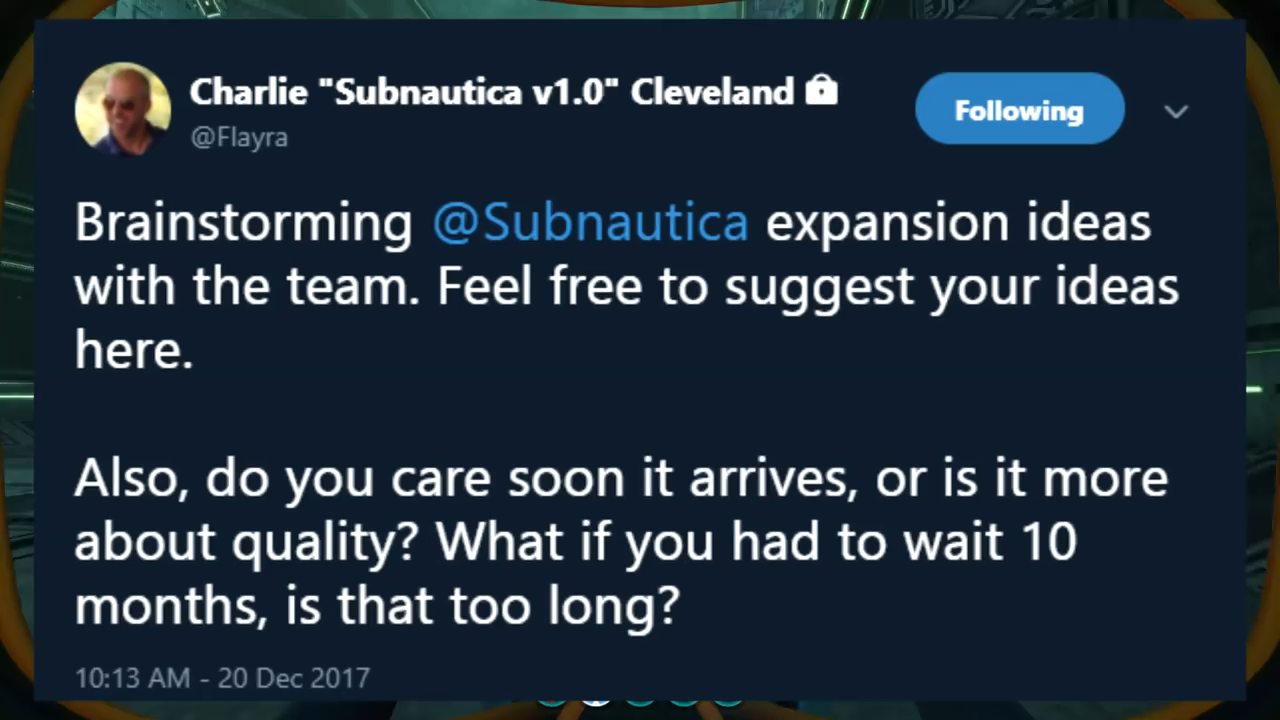 Charlie "Subnautica v1.0" Cleveland
@Flayra
Following
Brainstorming @Subnautica expansion ideas
with the team. Feel free to suggest your ideas
here.
Also, do you care soon it arrives, or is it more
about quality? What if you had to wait 10
months, is that too long?
10:13 AM - 20 Dec 2017